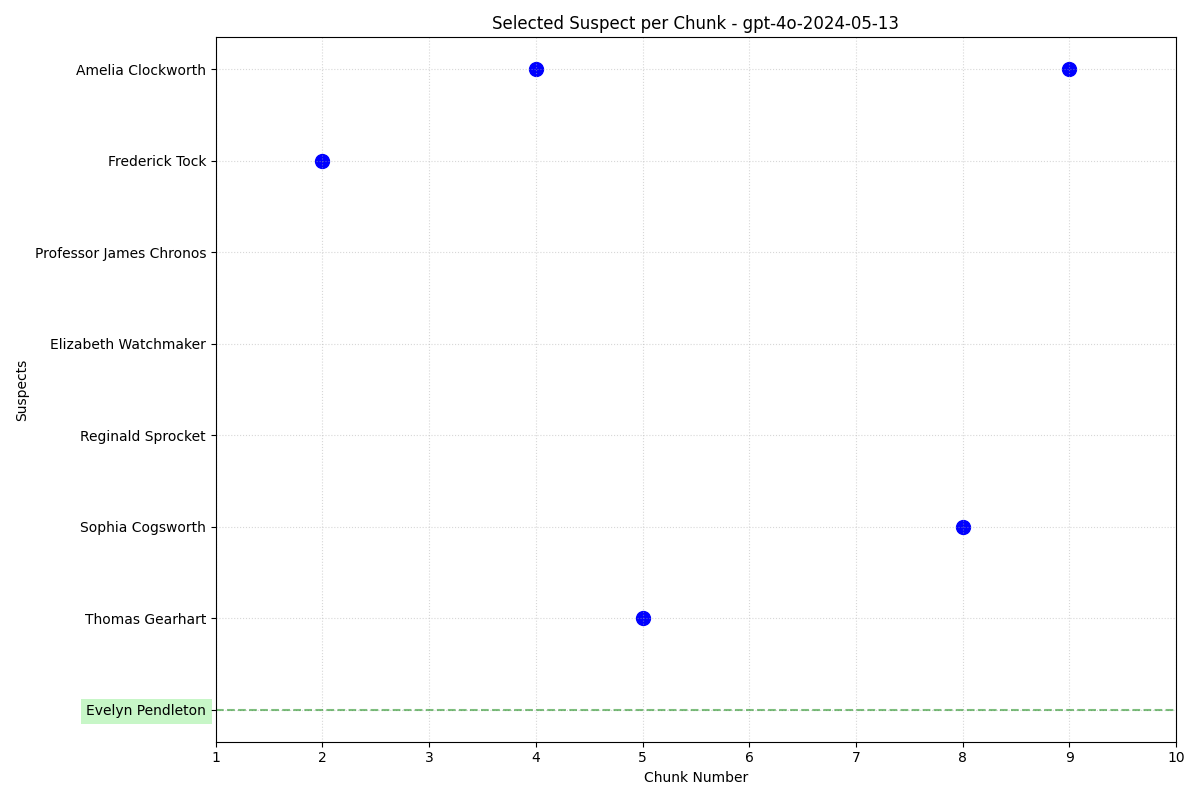 Selected Suspect per Chunk - gpt-4o-2024-05-13
Amelia Clockworth
Frederick Tock
Professor James Chronos
Elizabeth Watchmaker
Reginald Sprocket
Sophia Cogsworth
Thomas Gearhart
Evelyn Pendleton
Suspects
1 2 3 4 5 6 7 8 9 10
Chunk Number